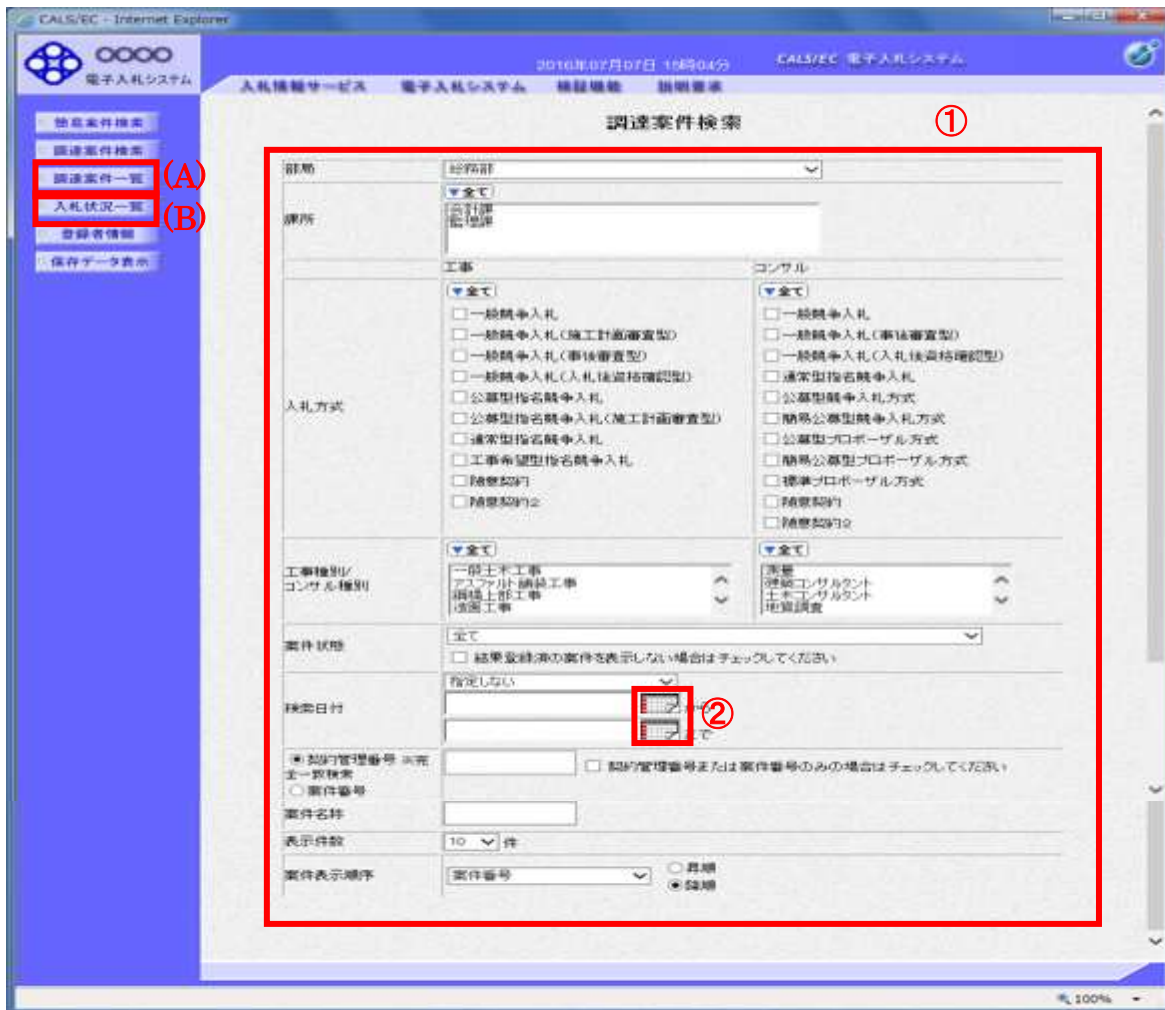 CALS/EC - Internet Explorer
○○○○
電子入札システム
2016年07月07日 15時04分
CALS/EC 電子入札システム
入札情報サービス 電子入札システム 検証機能 説明要求
簡易案件検索
調達案件検索
調達案件一覧
(A)
入札状況一覧
(B)
登録者情報
保存データ表示
調達案件検索
①
部局 総務部
▼全て
課所
会計課
監理課
工事 コンサル
入札方式
▼全て
一般競争入札
一般競争入札(施工計画審査型)
一般競争入札(事後審査型)
一般競争入札(入札後資格確認型)
公募型指名競争入札
公募型指名競争入札(施工計画審査型)
通常型指名競争入札
工事希望型指名競争入札
随意契約
随意契約2
▼全て
一般競争入札
一般競争入札(事後審査型)
一般競争入札(入札後資格確認型)
通常型指名競争入札
公募型競争入札方式
簡易公募型競争入札方式
公募型プロポーザル方式
簡易公募型プロポーザル方式
標準プロポーザル方式
随意契約
随意契約2
工事種別/
コンサル種別
▼全て
一般土木工事
アスファルト舗装工事
鋼橋上部工事
造園工事
▼全て
測量
建築コンサルタント
土木コンサルタント
地質調査
案件状態
全て
結果登録済の案件を表示しない場合はチェックしてください
検索日付
指定しない
から
②
まで
契約管理番号 ※完
全一致検索
案件番号
契約管理番号または案件番号のみの場合はチェックしてください
案件名称
表示件数 10 件
案件表示順序 案件番号
昇順
降順
100%